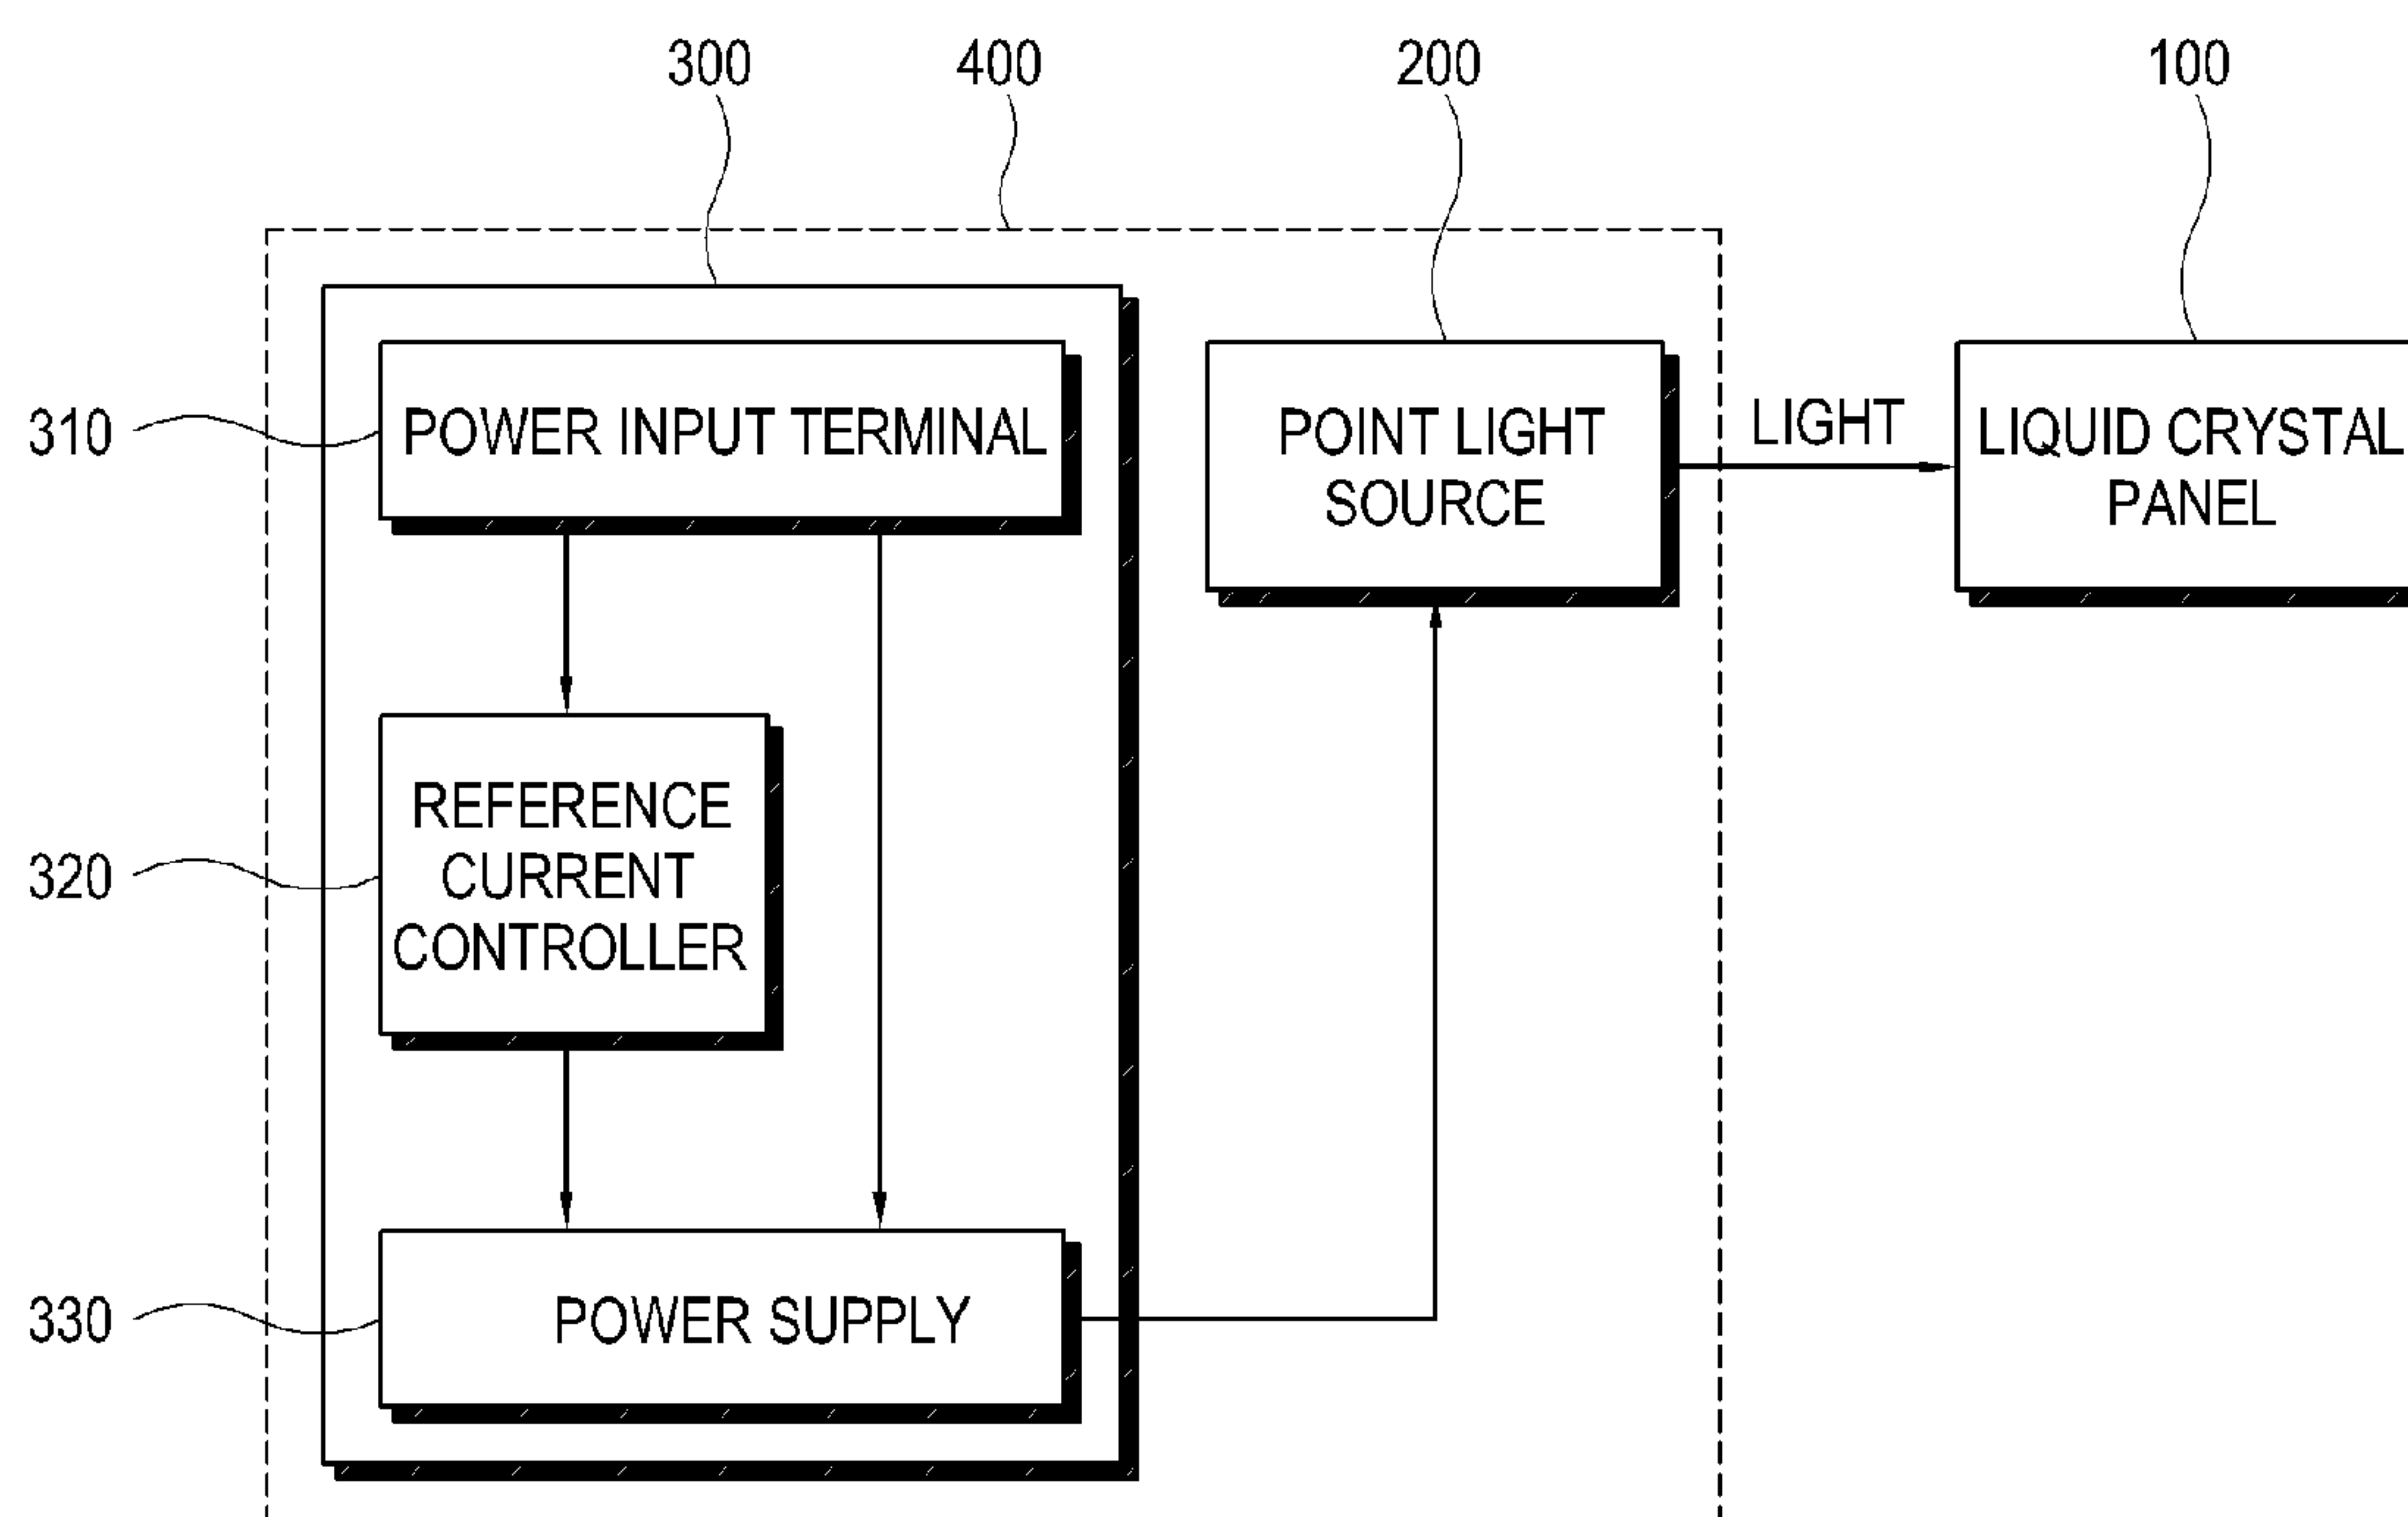 300
400
200
100
310
POWER INPUT TERMINAL
POINT LIGHT
SOURCE
LIGHT
LIQUID CRYSTAL
PANEL
320
REFERENCE
CURRENT
CONTROLLER
330
POWER SUPPLY